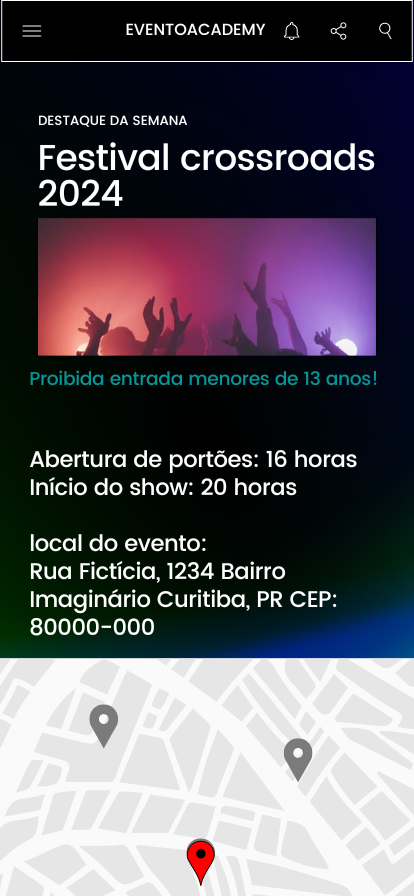 EVENTOACADEMY
DESTAQUE DA SEMANA
Festival crossroads
2024
Proibida entrada menores de 13 anos!
Abertura de portões: 16 horas
Início do show: 20 horas
local do evento:
Rua Fictícia, 1234 Bairro
Imaginário Curitiba, PR CEP:
80000-000